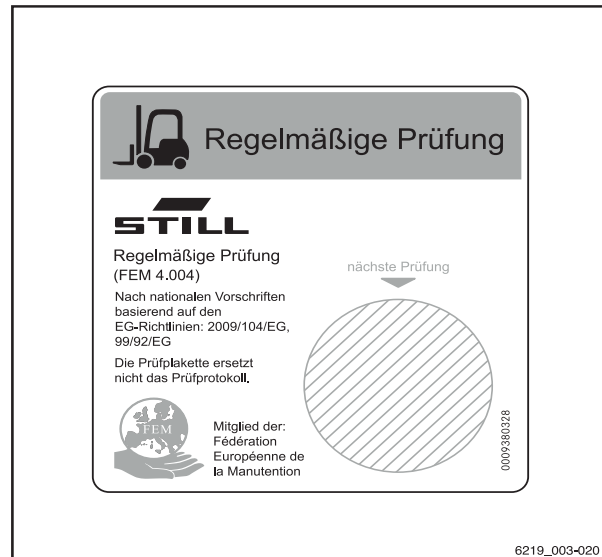 Regelmäßige Prüfung
STILL
Regelmäßige Prüfung
(FEM 4.004)
Nach nationalen Vorschriften
basierend auf den
EG-Richtlinien: 2009/104/EG,
99/92/EG
Die Prüfplakette ersetzt
nicht das Prüfprotokoll.
nächste Prüfung
FEM
Mitglied der:
Fédération
Européenne de
la Manutention
0009380328
6219_003-020